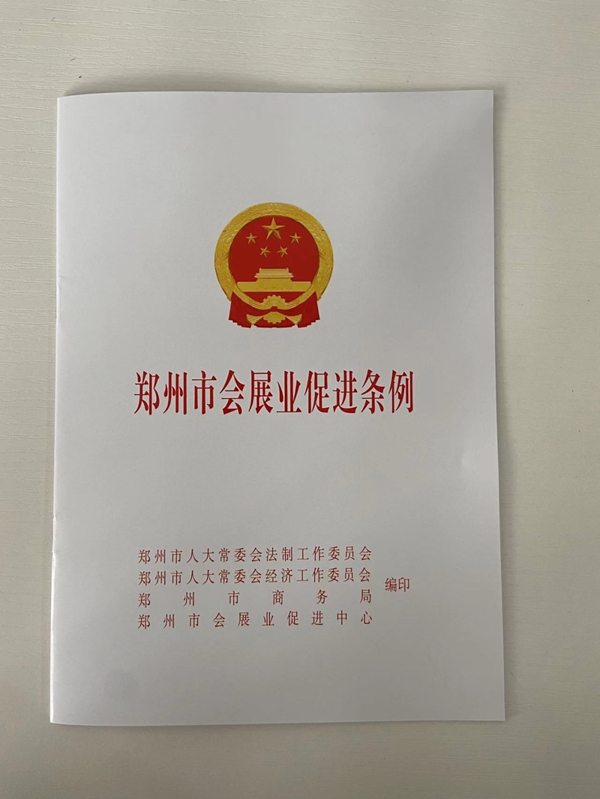 郑州市会展业促进条例
郑州市人大常委会法制工作委员会
郑州市人大常委会经济工作委员会
郑州市商务局
郑州市会展业促进中心
编印